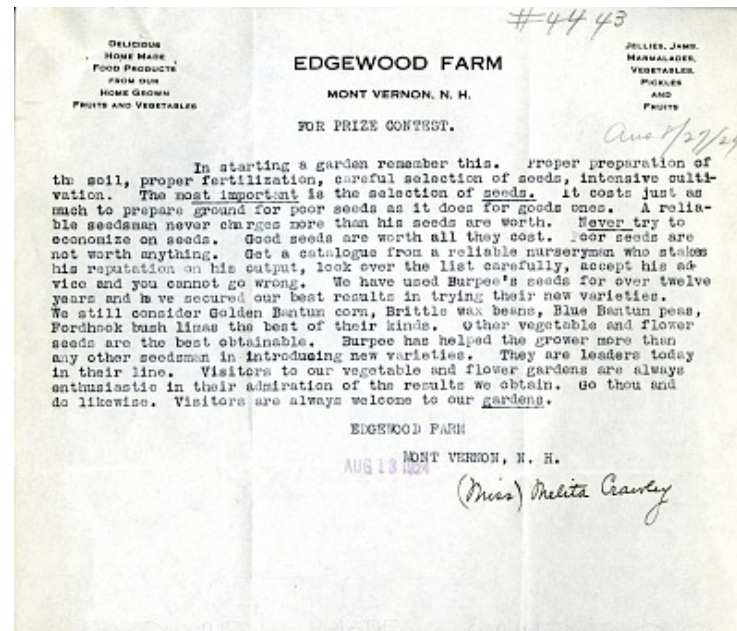 #4443
DELICIOUS
HOME MADE
FOOD PRODUCTS
FROM OUR
HOME GROWN
FRUITS AND VEGETABLES
EDGEWOOD FARM
MONT VERNON, N. H.
JELLIES, JAMS,
MARMALADES,
VEGETABLES,
PICKLES
AND
FRUITS
FOR PRIZE CONTEST.
In starting a garden remember this. Proper preparation of
the soil, proper fertilization, careful selection of seeds, intensive culti-
vation. The most important is the selection of seeds. It costs just as
much to prepare ground for poor seeds as it does for goods ones. A relia-
ble seedsman never charges more than his seeds are worth. Never try to
economize on seeds. Good seeds are worth all they cost. Poor seeds are
not worth anything. Get a catalogue from a reliable nurseryman who stakes
his reputation on his output, look over the list carefully, accept his ad-
vice and you cannot go wrong. We have used Burpee's seeds for over twelve
years and have secured our best results in trying their new varieties.
We still consider Golden Bantum corn, Brittle wax beans, Blue Bantum peas,
Fordhook bush limas the best of their kinds. Other vegetable and flower
seeds are the best obtainable. Burpee has helped the grower more than
any other seedsman in introducing new varieties. They are leaders today
in their line. Visitors to our vegetable and flower gardens are always
enthusiastic in their admiration of the results we obtain. Go thou and
do likewise. Visitors are always welcome to our gardens.
EDGEWOOD FARM
MONT VERNON, N. H.
AUG 13 1924
(Miss) Melita Crawley